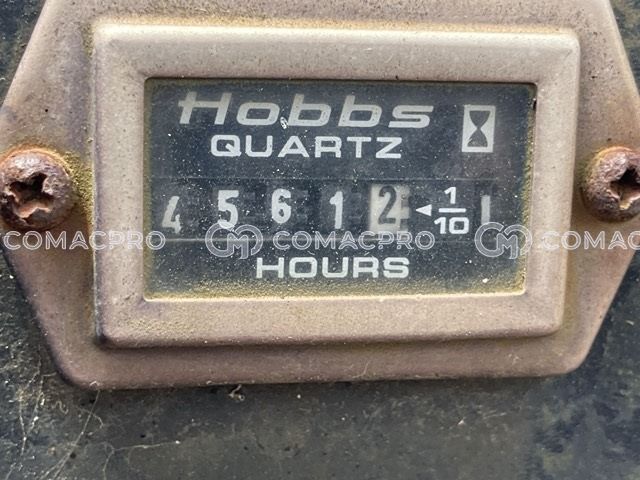 Hobbs
QUARTZ
4 5 6 1 2 ◄ 1/10
HOURS
COMACPRO COMACPRO COMACPRO